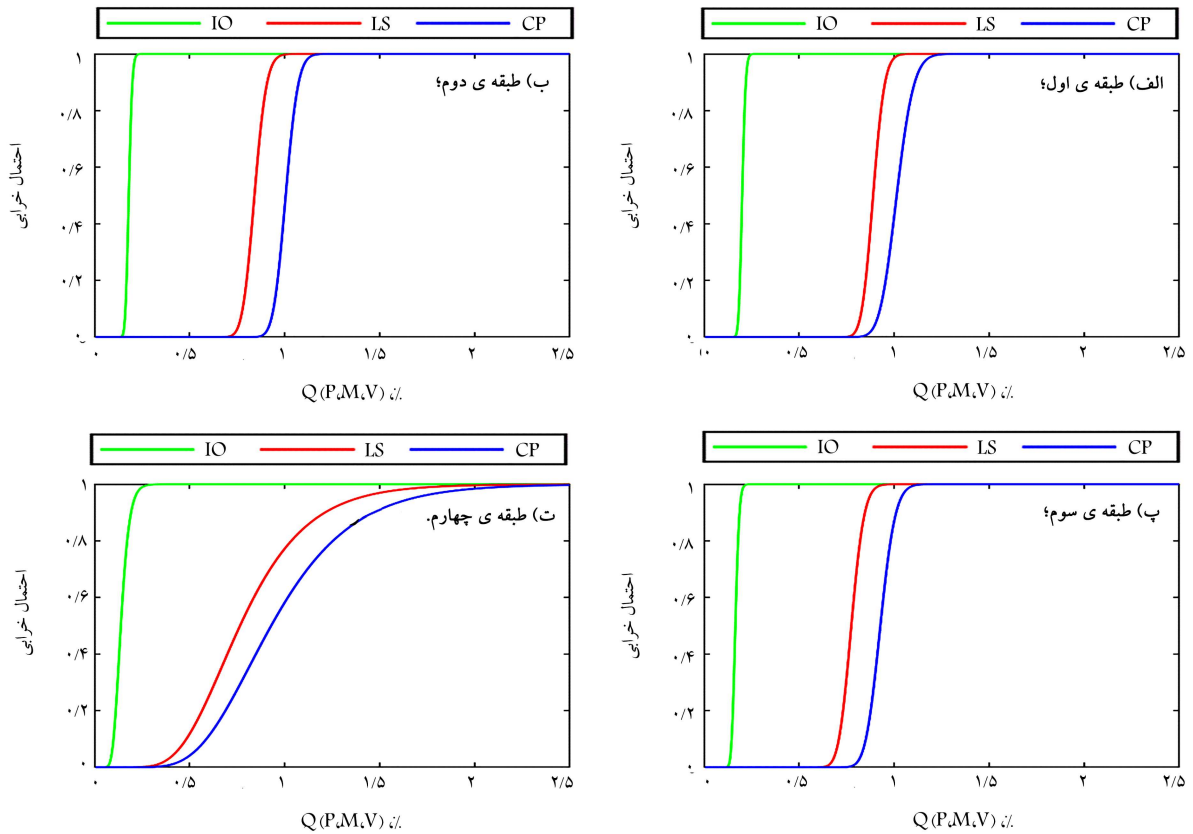 IO LS CP
الف) طبقه ی اول؛
احتمال خرابی
۱
۰/۸
۰/۶
۰/۴
۰/۲
۰
۱۰ ۰/۵ ۱ ۱/۵ ۲ ۲/۵
Q (P،M،V) ،٪
IO LS CP
ب) طبقه ی دوم؛
احتمال خرابی
۱
۰/۸
۰/۶
۰/۴
۰/۲
۰
۰ ۰/۵ ۱ ۱/۵ ۲ ۲/۵
Q (P،M،V) ،٪
IO LS CP
پ) طبقه ی سوم؛
احتمال خرابی
۱
۰/۸
۰/۶
۰/۴
۰/۲
۰
۰ ۰/۵ ۱ ۱/۵ ۲ ۲/۵
Q (P،M،V) ،٪
IO LS CP
ت) طبقه ی چهارم.
احتمال خرابی
۱
۰/۸
۰/۶
۰/۴
۰/۲
۰
۰ ۰/۵ ۱ ۱/۵ ۲ ۲/۵
Q (P،M،V) ،٪